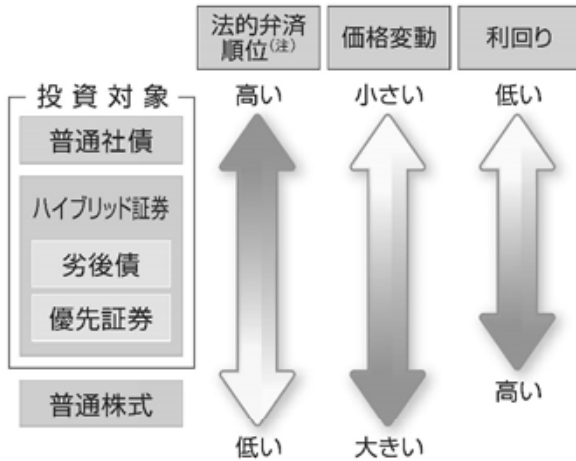 法的弁済
順位(注)
価格変動
利回り
高い
小さい
低い
投資対象
普通社債
ハイブリッド証券
劣後債
優先証券
普通株式
高い
低い
大きい